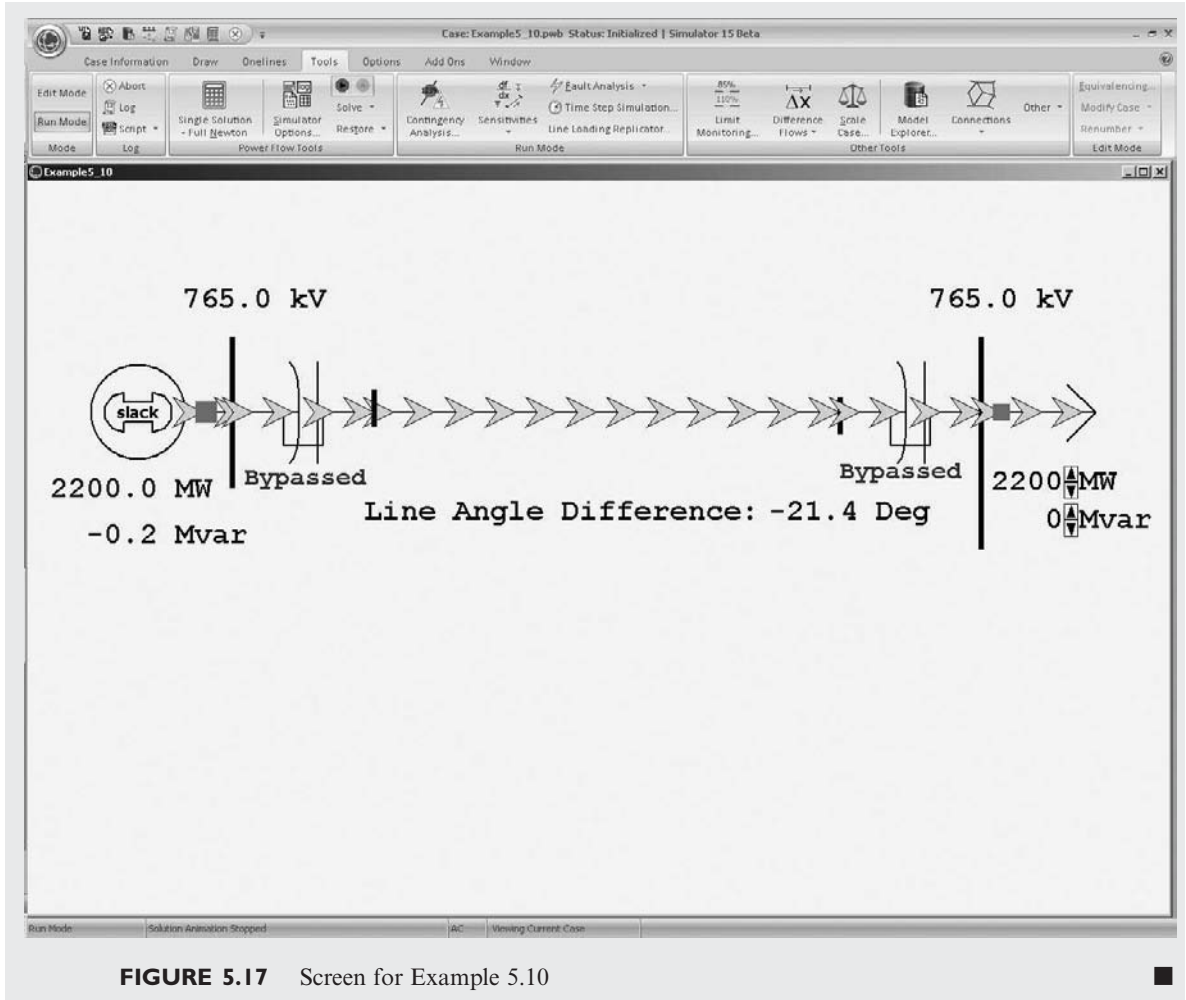 Case: Example5_10.pwb Status: Initialized | Simulator 15 Beta
Case Information Draw Onelines Tools Options Add Ons Window
Edit Mode
Run Mode
Mode
Abort
Log
Script
Log
Single Solution - Full Newton
Simulator Options...
Solve
Restore
Power Flow Tools
Contingency Analysis...
Sensitivities
Fault Analysis
Time Step Simulation...
Line Loading Replicator...
Run Mode
85%
110%
Limit Monitoring...
ΔX
Difference Flows
Scale Case...
Model Explorer...
Connections
Other
Other Tools
Equivalencing...
Modify Case
Renumber
Edit Mode
Example5_10
765.0 kV
765.0 kV
slack
Bypassed
Bypassed
2200.0 MW
2200 MW
Line Angle Difference: -21.4 Deg
-0.2 Mvar
0 Mvar
Run Mode Solution Animation Stopped AC Viewing Current Case
FIGURE 5.17 Screen for Example 5.10